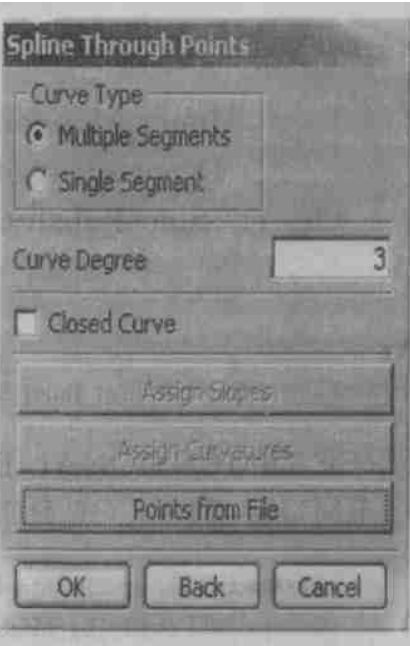 Spline Through Points
Curve Type
Multiple Segments
Single Segment
Curve Degree 3
Closed Curve
Assign Slopes
Assign Curvatures
Points from File
OK Back Cancel